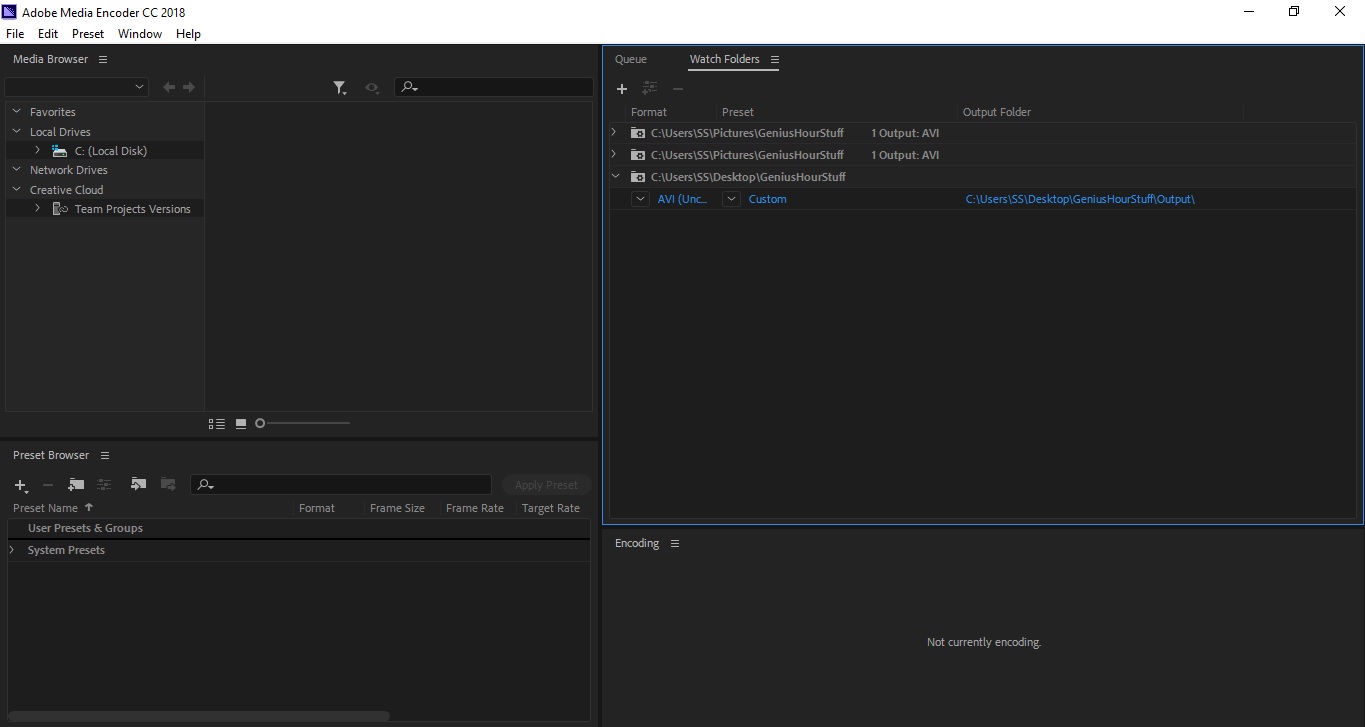 Adobe Media Encoder CC 2018
File Edit Preset Window Help
Media Browser
Favorites
Local Drives
C: (Local Disk)
Network Drives
Creative Cloud
Team Projects Versions
Preset Browser
Apply Preset
Preset Name Format Frame Size Frame Rate Target Rate
User Presets & Groups
System Presets
Queue Watch Folders
Format Preset Output Folder
C:\Users\SS\Pictures\GeniusHourStuff 1 Output: AVI
C:\Users\SS\Pictures\GeniusHourStuff 1 Output: AVI
C:\Users\SS\Desktop\GeniusHourStuff
AVI (Unc... Custom C:\Users\SS\Desktop\GeniusHourStuff\Output\
Encoding
Not currently encoding.